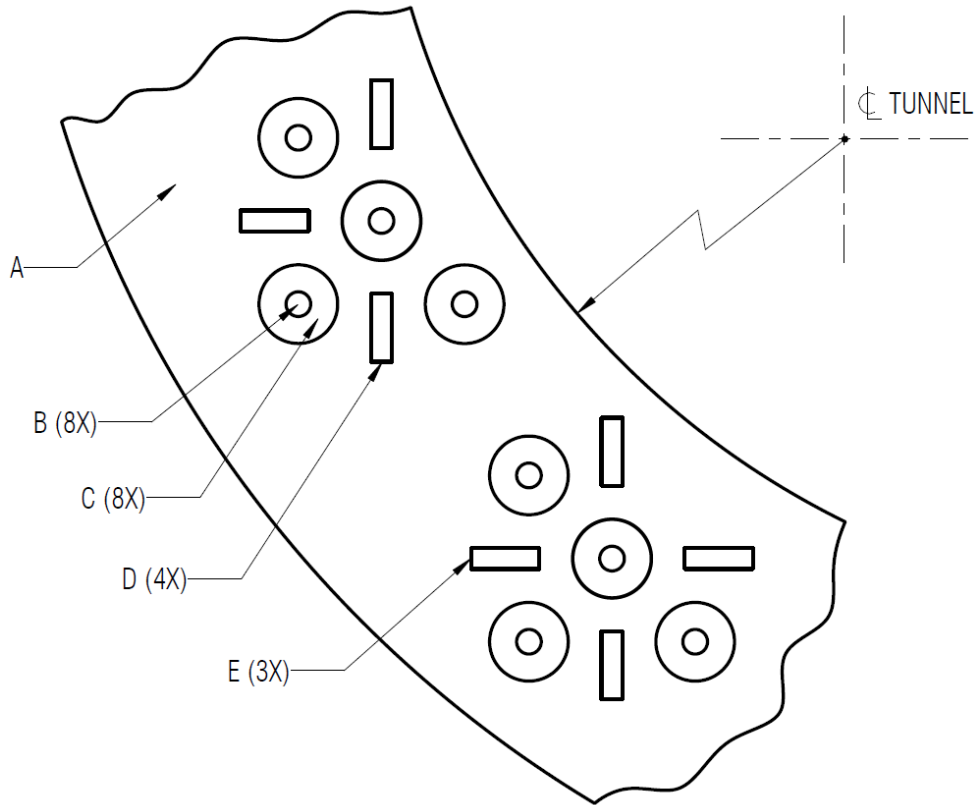 ℄ TUNNEL
A
B (8X)
C (8X)
D (4X)
E (3X)